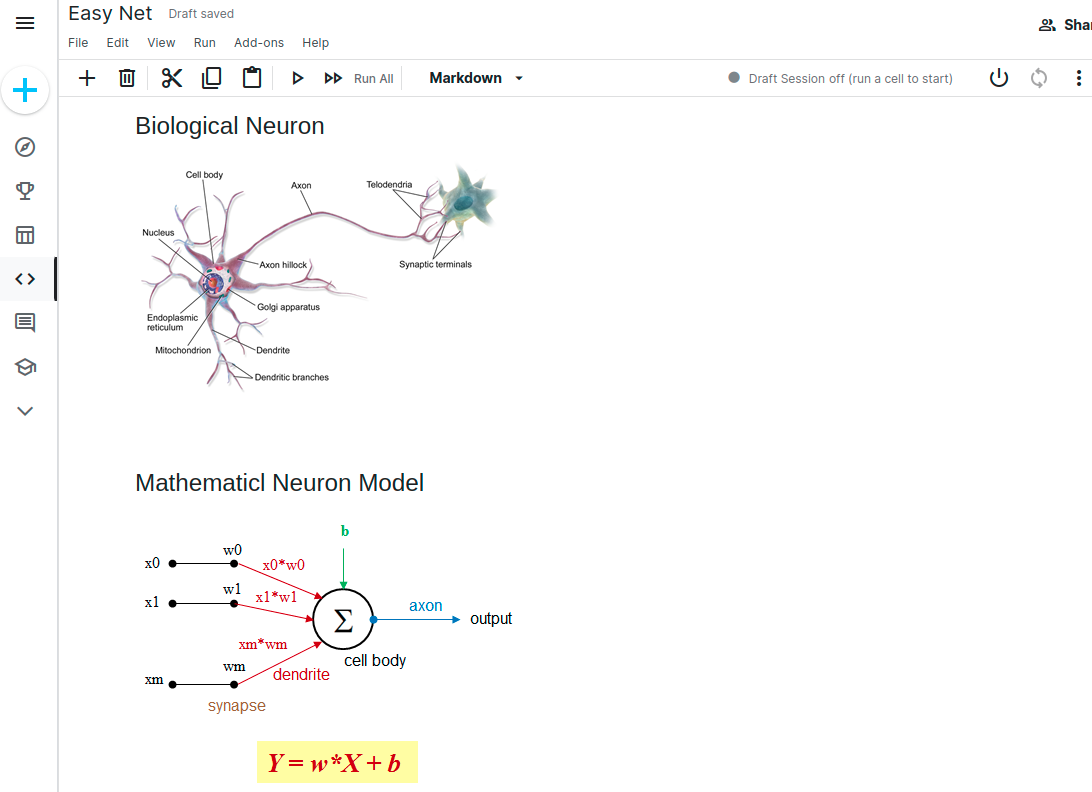 Easy Net Draft saved
Shar
File Edit View Run Add-ons Help
Run All Markdown Draft Session off (run a cell to start)
Biological Neuron
Cell body
Axon
Telodendria
Nucleus
Axon hillock
Synaptic terminals
Golgi apparatus
Endoplasmic
reticulum
Mitochondrion
Dendrite
Dendritic branches
Mathematicl Neuron Model
b
w0
x0 x0*w0
w1
x1 x1*w1
axon
output
Σ
xm*wm
cell body
wm
dendrite
xm
synapse
Y = w*X + b